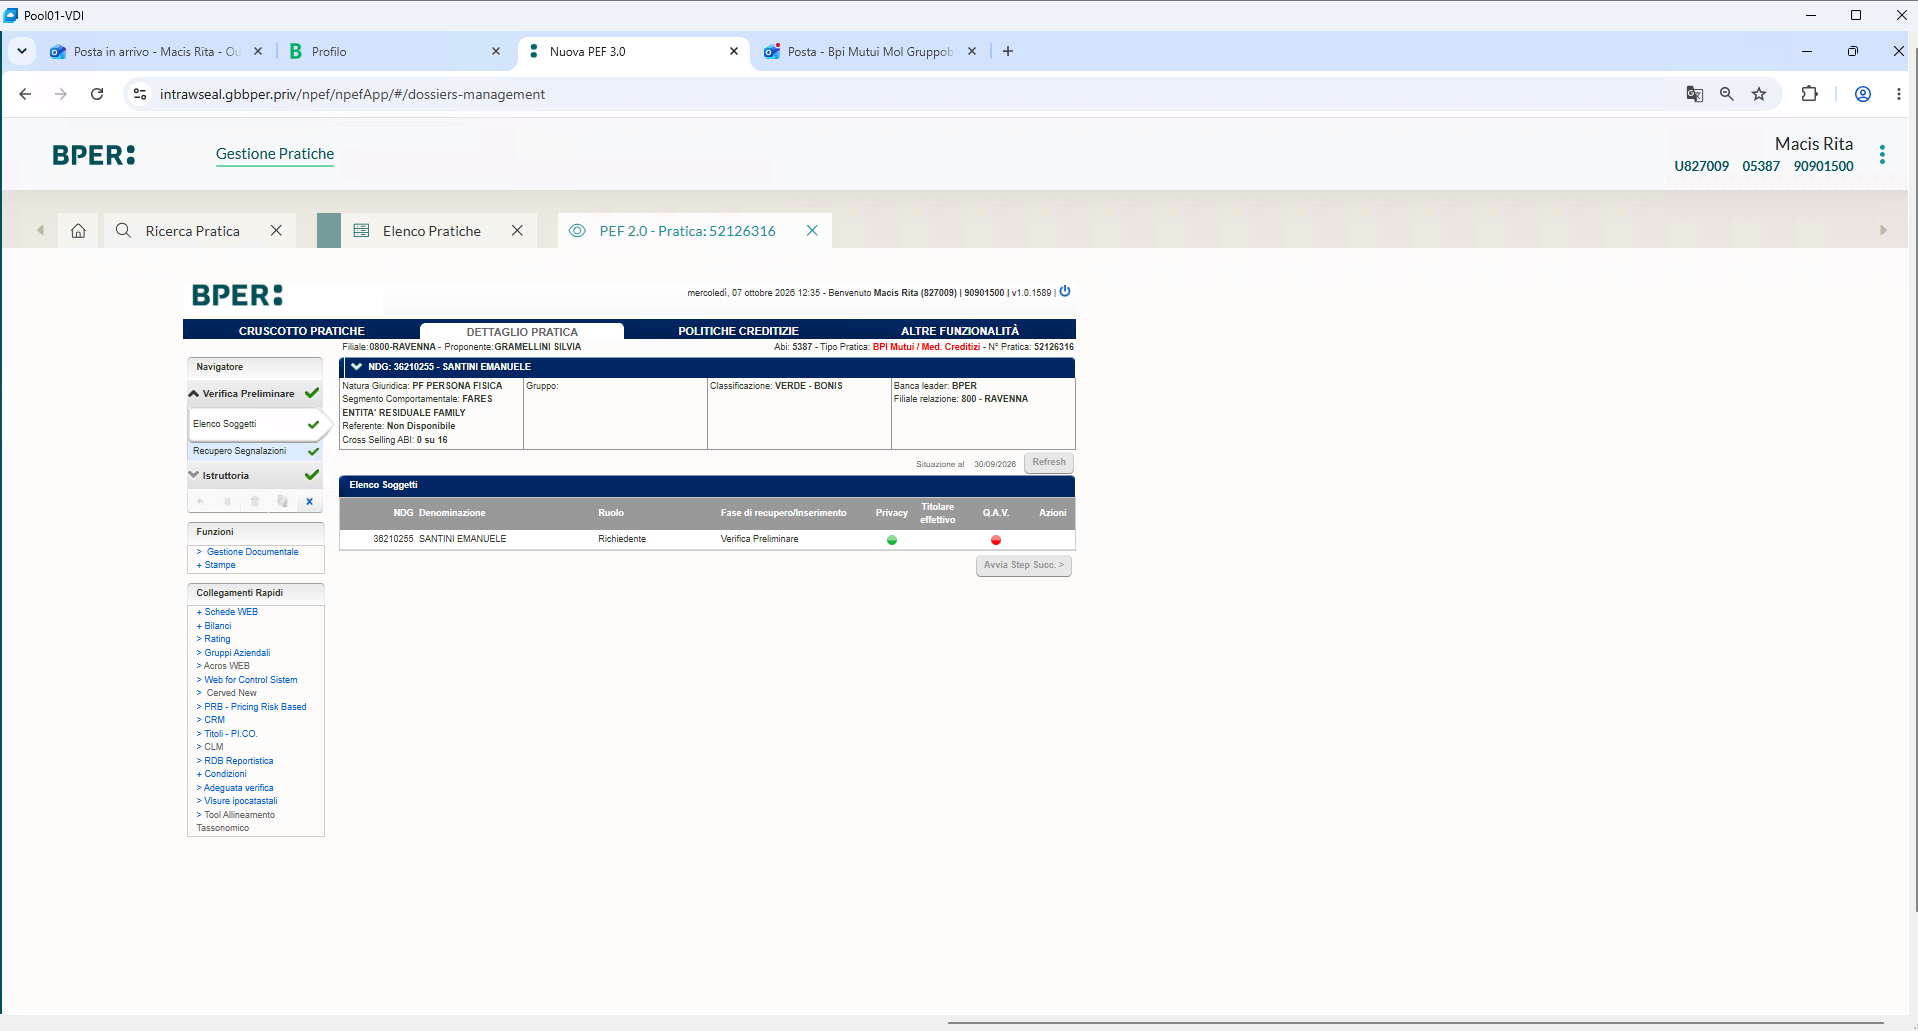 Pool01-VDI
Posta in arrivo - Macis Rita - Ou
Profilo
Nuova PEF 3.0
Posta - Bpi Mutui Mol Gruppob
intrawseal.gbbper.priv/npef/npefApp/#/dossiers-management
BPER:
Gestione Pratiche
Macis Rita
U827009 05387 90901500
Ricerca Pratica
Elenco Pratiche
PEF 2.0 - Pratica: 52126316
BPER:
mercoledì, 07 ottobre 2026 12:35 - Benvenuto Macis Rita (827009) | 90901500 | v1.0.1589 |
CRUSCOTTO PRATICHE
DETTAGLIO PRATICA
POLITICHE CREDITIZIE
ALTRE FUNZIONALITÀ
Filiale:0800-RAVENNA - Proponente:GRAMELLINI SILVIA
Abi: 5387 - Tipo Pratica: BPI Mutui / Med. Creditizi - N° Pratica: 52126316
Navigatore
Verifica Preliminare
Elenco Soggetti
Recupero Segnalazioni
Istruttoria
Funzioni
> Gestione Documentale
+ Stampe
Collegamenti Rapidi
+ Schede WEB
+ Bilanci
> Rating
> Gruppi Aziendali
> Acros WEB
> Web for Control Sistem
> Cerved New
> PRB - Pricing Risk Based
> CRM
> Titoli - PI.CO.
> CLM
> RDB Reportistica
+ Condizioni
> Adeguata verifica
> Visure ipocatastali
> Tool Allineamento
Tassonomico
NDG: 36210255 - SANTINI EMANUELE
Natura Giuridica: PF PERSONA FISICA
Segmento Comportamentale: FARES
ENTITA' RESIDUALE FAMILY
Referente: Non Disponibile
Cross Selling ABI: 0 su 16
Gruppo:
Classificazione: VERDE - BONIS
Banca leader: BPER
Filiale relazione: 800 - RAVENNA
Situazione al 30/09/2026
Refresh
Elenco Soggetti
NDG Denominazione Ruolo Fase di recupero/Inserimento Privacy Titolare effettivo Q.A.V. Azioni
36210255 SANTINI EMANUELE Richiedente Verifica Preliminare
Avvia Step Succ. >